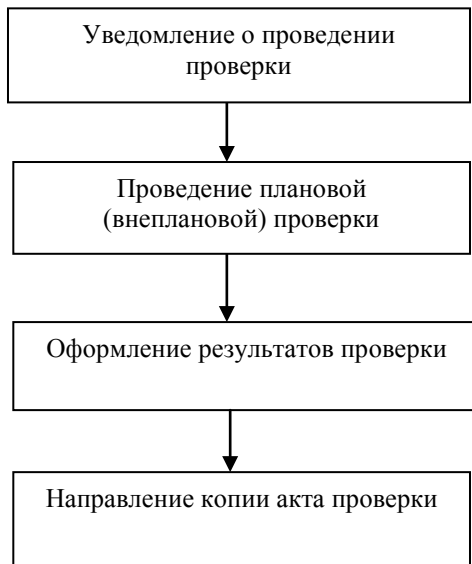 Уведомление о проведении
проверки
Проведение плановой
(внеплановой) проверки
Оформление результатов проверки
Направление копии акта проверки